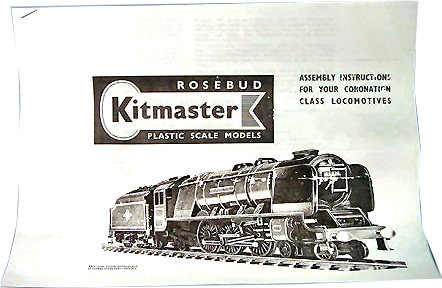 ROSEBUD
Kitmaster
PLASTIC SCALE MODELS
ASSEMBLY INSTRUCTIONS
FOR YOUR CORONATION
CLASS LOCOMOTIVES